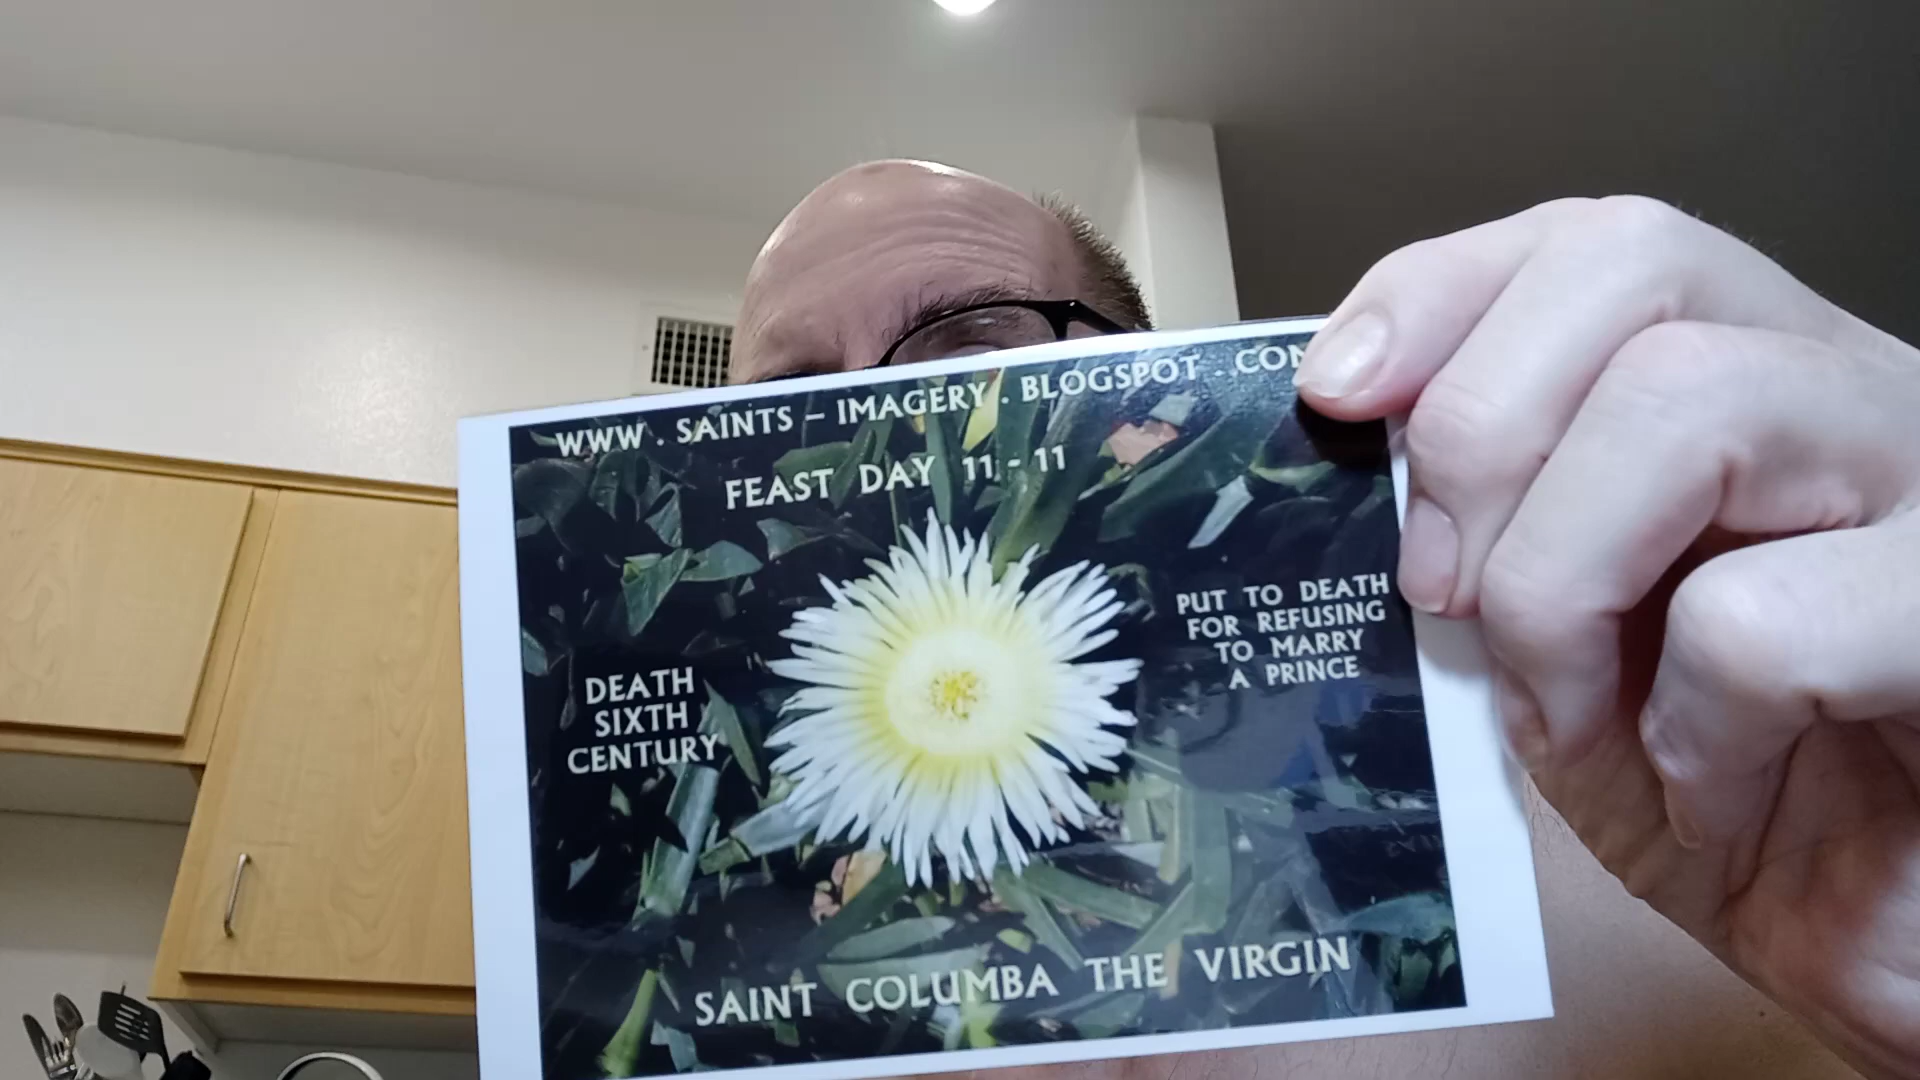 WWW . SAINTS – IMAGERY . BLOGSPOT . COM
FEAST DAY 11 - 11
PUT TO DEATH
FOR REFUSING
TO MARRY
A PRINCE
DEATH
SIXTH
CENTURY
SAINT COLUMBA THE VIRGIN